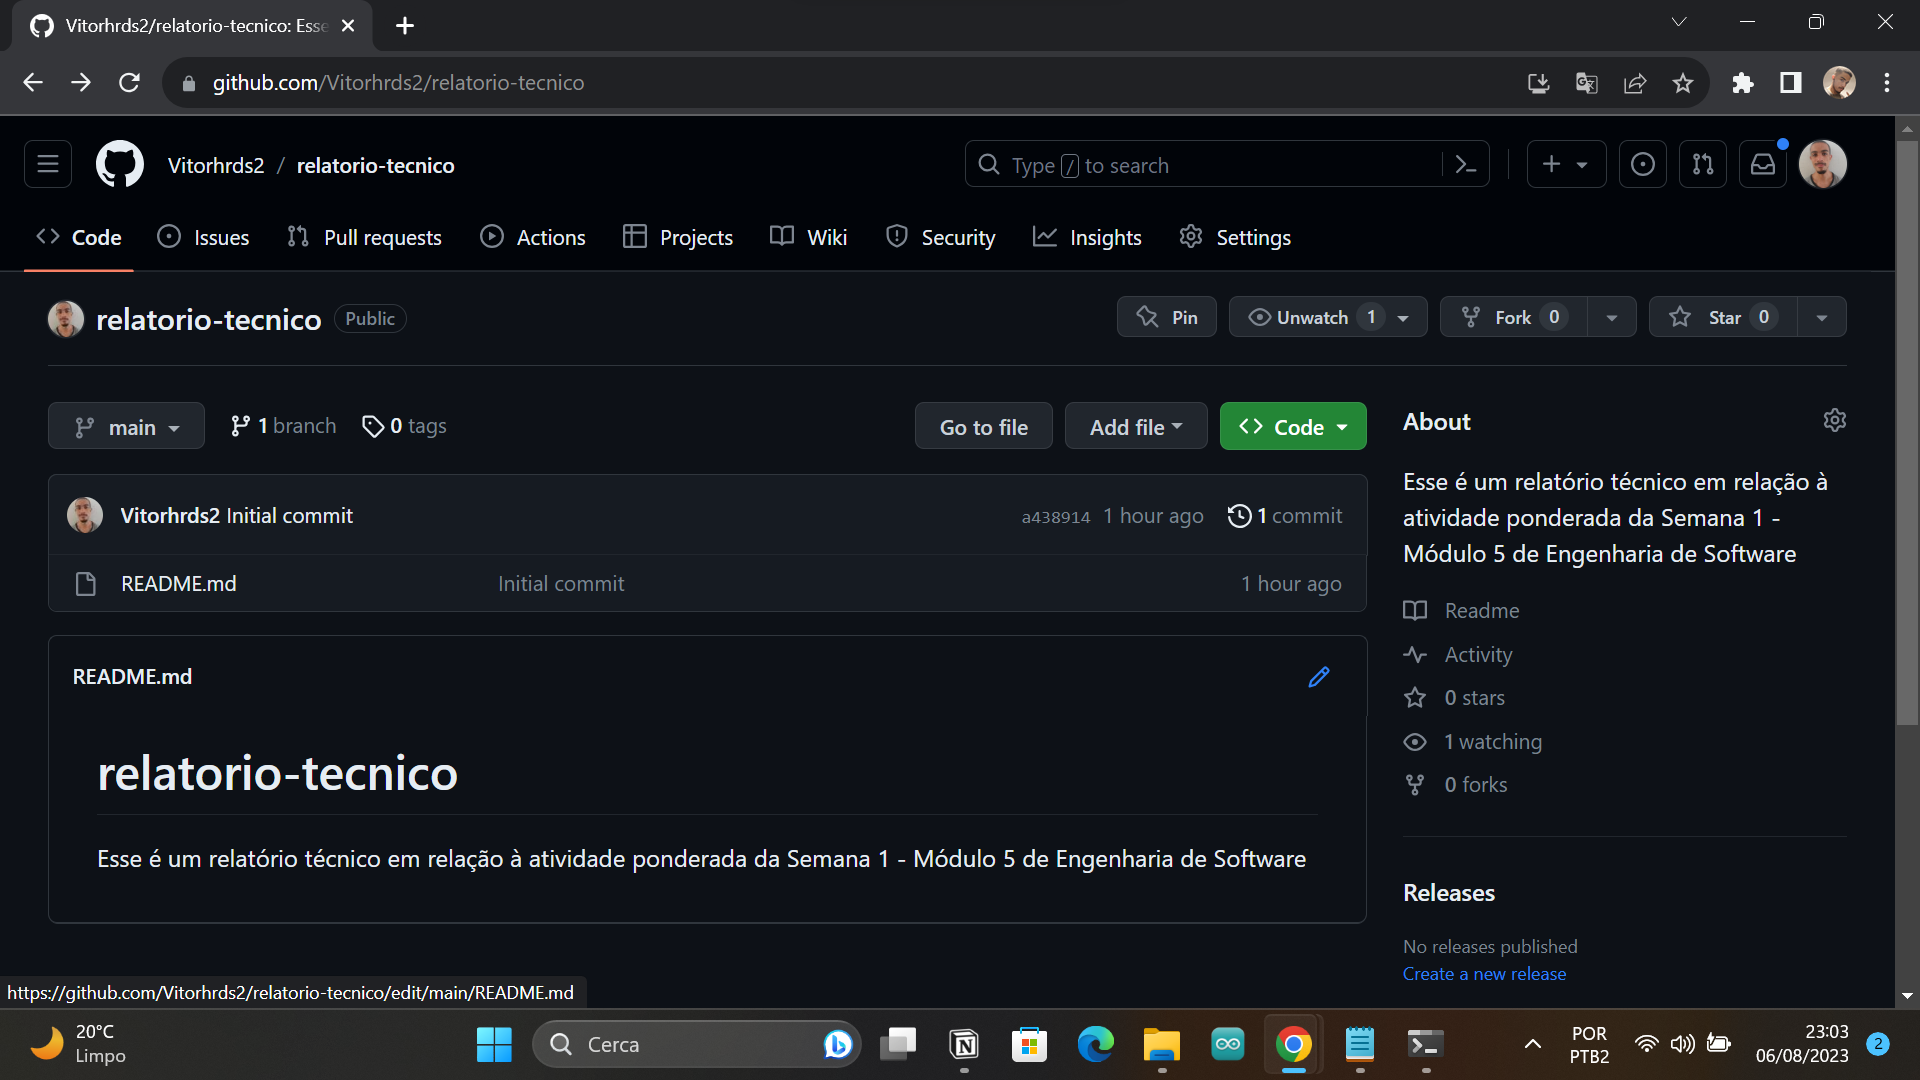 Vitorhrds2/relatorio-tecnico: Esse
github.com/Vitorhrds2/relatorio-tecnico
Vitorhrds2 / relatorio-tecnico
Type / to search
Code Issues Pull requests Actions Projects Wiki Security Insights Settings
relatorio-tecnico Public
Pin Unwatch 1 Fork 0 Star 0
main 1 branch 0 tags Go to file Add file Code
Vitorhrds2 Initial commit a438914 1 hour ago 1 commit
README.md Initial commit 1 hour ago
README.md
relatorio-tecnico
Esse é um relatório técnico em relação à atividade ponderada da Semana 1 - Módulo 5 de Engenharia de Software
About
Esse é um relatório técnico em relação à
atividade ponderada da Semana 1 -
Módulo 5 de Engenharia de Software
Readme
Activity
0 stars
1 watching
0 forks
Releases
No releases published
Create a new release
https://github.com/Vitorhrds2/relatorio-tecnico/edit/main/README.md
20°C
Limpo
Cerca
POR
PTB2
23:03
06/08/2023
2